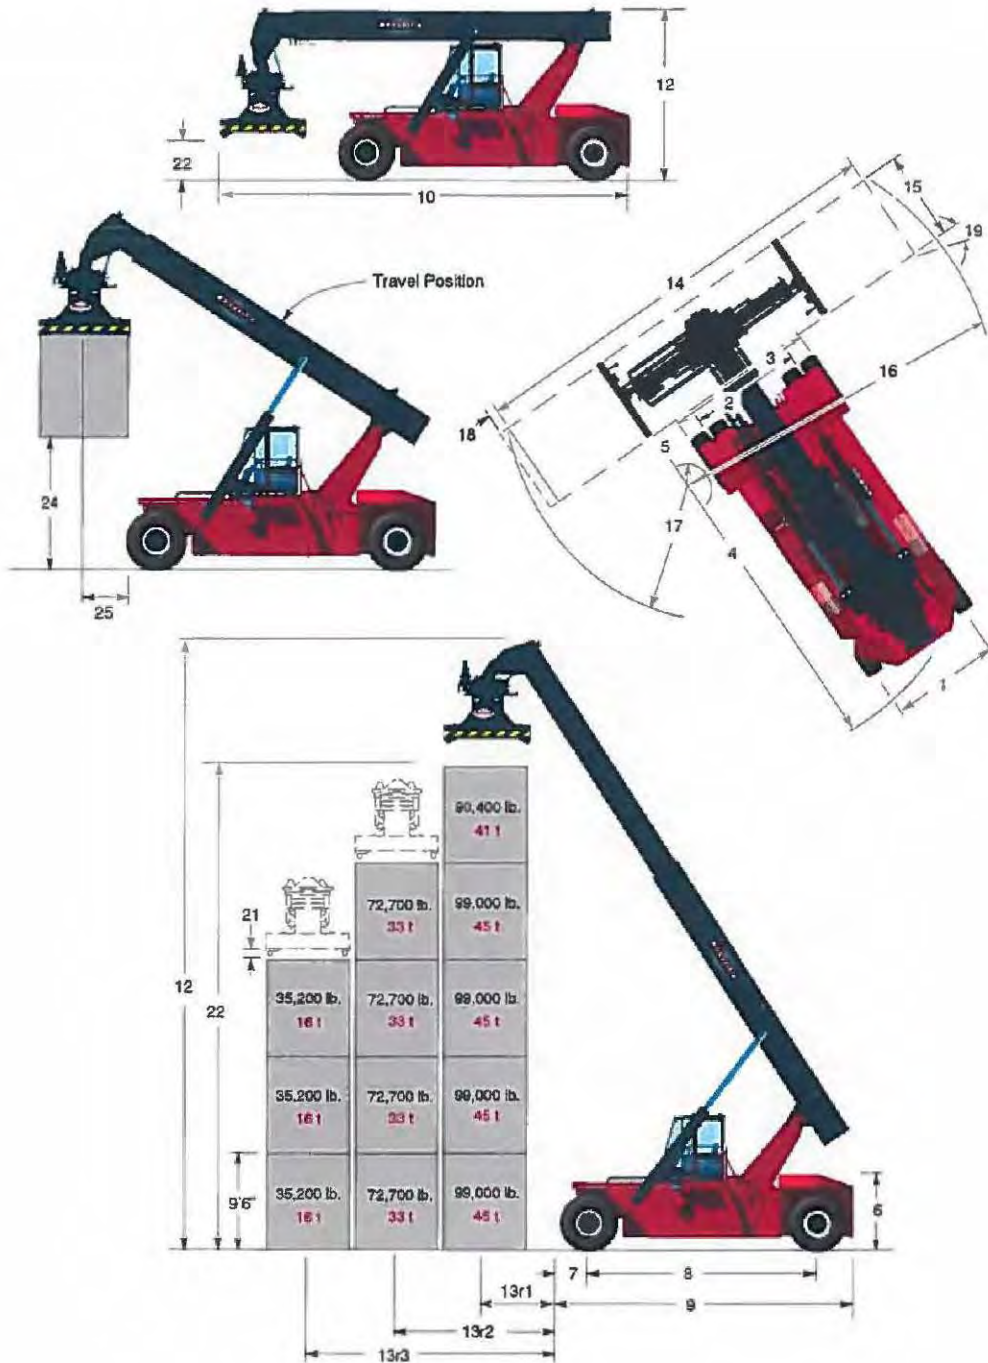 12
22
10
15
19
14
Travel Position
3
16
2
18
5
24
17
4
25
1
90,400 lb.
41 t
72,700 lb.
33 t
99,000 lb.
45 t
21
12
22
35,200 lb.
16 t
72,700 lb.
33 t
99,000 lb.
45 t
35,200 lb.
16 t
72,700 lb.
33 t
99,000 lb.
45 t
9'6"
35,200 lb.
16 t
72,700 lb.
33 t
99,000 lb.
45 t
6
7
8
13r1
9
13r2
13r3